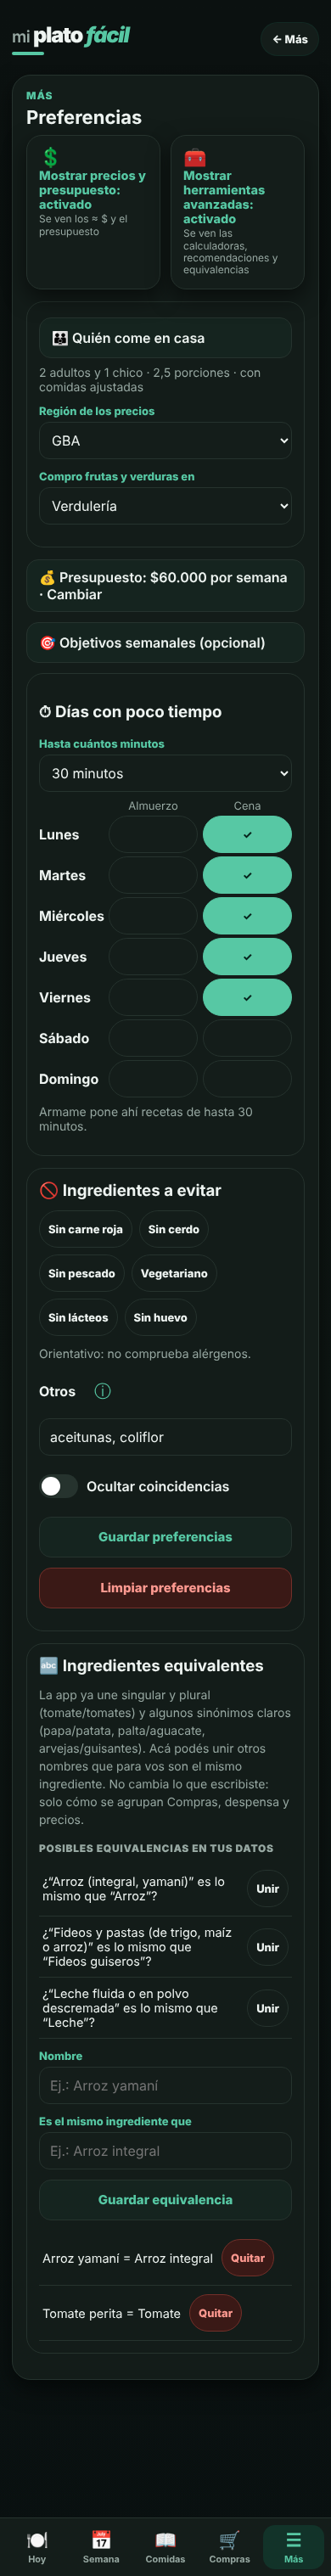 mi plato fácil
← Más
MÁS
Preferencias
Mostrar precios y
presupuesto:
activado
Se ven los ≈ $ y el
presupuesto
Mostrar
herramientas
avanzadas:
activado
Se ven las
calculadoras,
recomendaciones y
equivalencias
Quién come en casa
2 adultos y 1 chico · 2,5 porciones · con
comidas ajustadas
Región de los precios
GBA
Compro frutas y verduras en
Verdulería
Presupuesto: $60.000 por semana
· Cambiar
Objetivos semanales (opcional)
Días con poco tiempo
Hasta cuántos minutos
30 minutos
Almuerzo Cena
Lunes ✓
Martes ✓
Miércoles ✓
Jueves ✓
Viernes ✓
Sábado
Domingo
Armame pone ahí recetas de hasta 30
minutos.
Ingredientes a evitar
Sin carne roja Sin cerdo
Sin pescado Vegetariano
Sin lácteos Sin huevo
Orientativo: no comprueba alérgenos.
Otros ⓘ
aceitunas, coliflor
Ocultar coincidencias
Guardar preferencias
Limpiar preferencias
Ingredientes equivalentes
La app ya une singular y plural
(tomate/tomates) y algunos sinónimos claros
(papa/patata, palta/aguacate,
arvejas/guisantes). Acá podés unir otros
nombres que para vos son el mismo
ingrediente. No cambia lo que escribiste:
solo cómo se agrupan Compras, despensa y
precios.
POSIBLES EQUIVALENCIAS EN TUS DATOS
¿“Arroz (integral, yamaní)” es lo
mismo que “Arroz”?
Unir
¿“Fideos y pastas (de trigo, maíz
o arroz)” es lo mismo que
“Fideos guiseros”?
Unir
¿“Leche fluida o en polvo
descremada” es lo mismo que
“Leche”?
Unir
Nombre
Ej.: Arroz yamaní
Es el mismo ingrediente que
Ej.: Arroz integral
Guardar equivalencia
Arroz yamaní = Arroz integral Quitar
Tomate perita = Tomate Quitar
Hoy Semana Comidas Compras Más